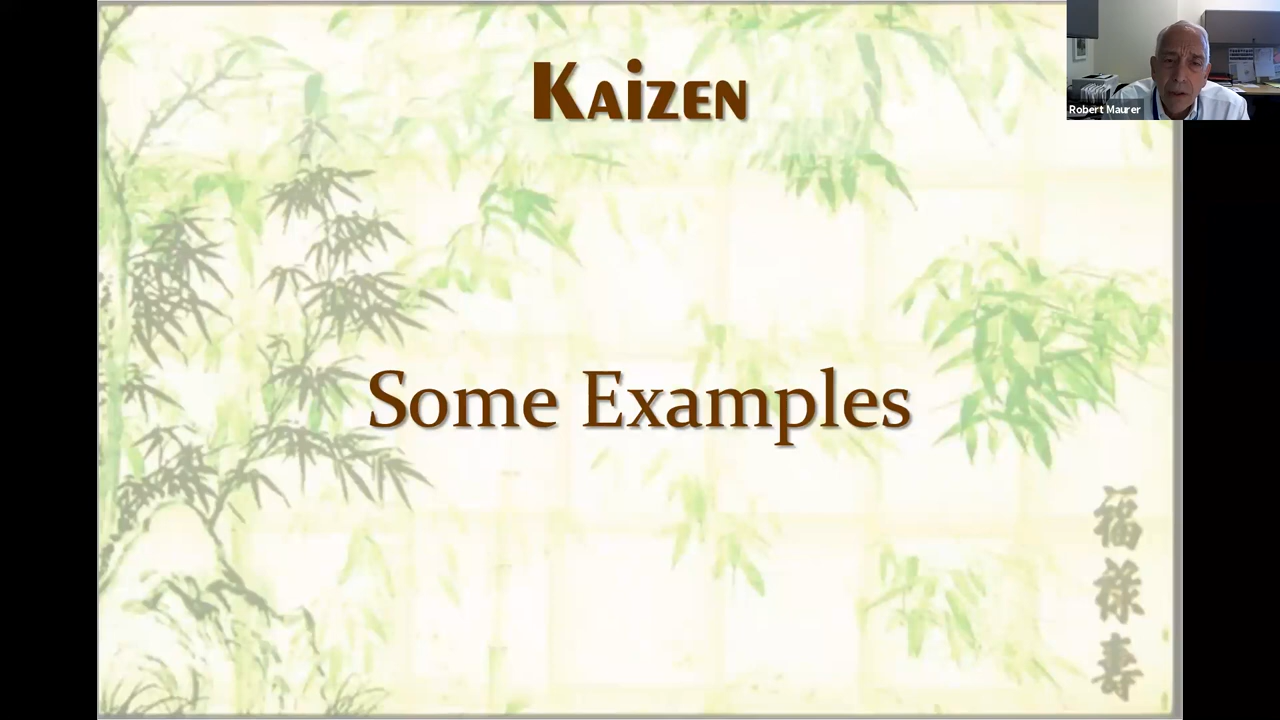 Kaizen
Robert Maurer
Some Examples
福
祿
壽